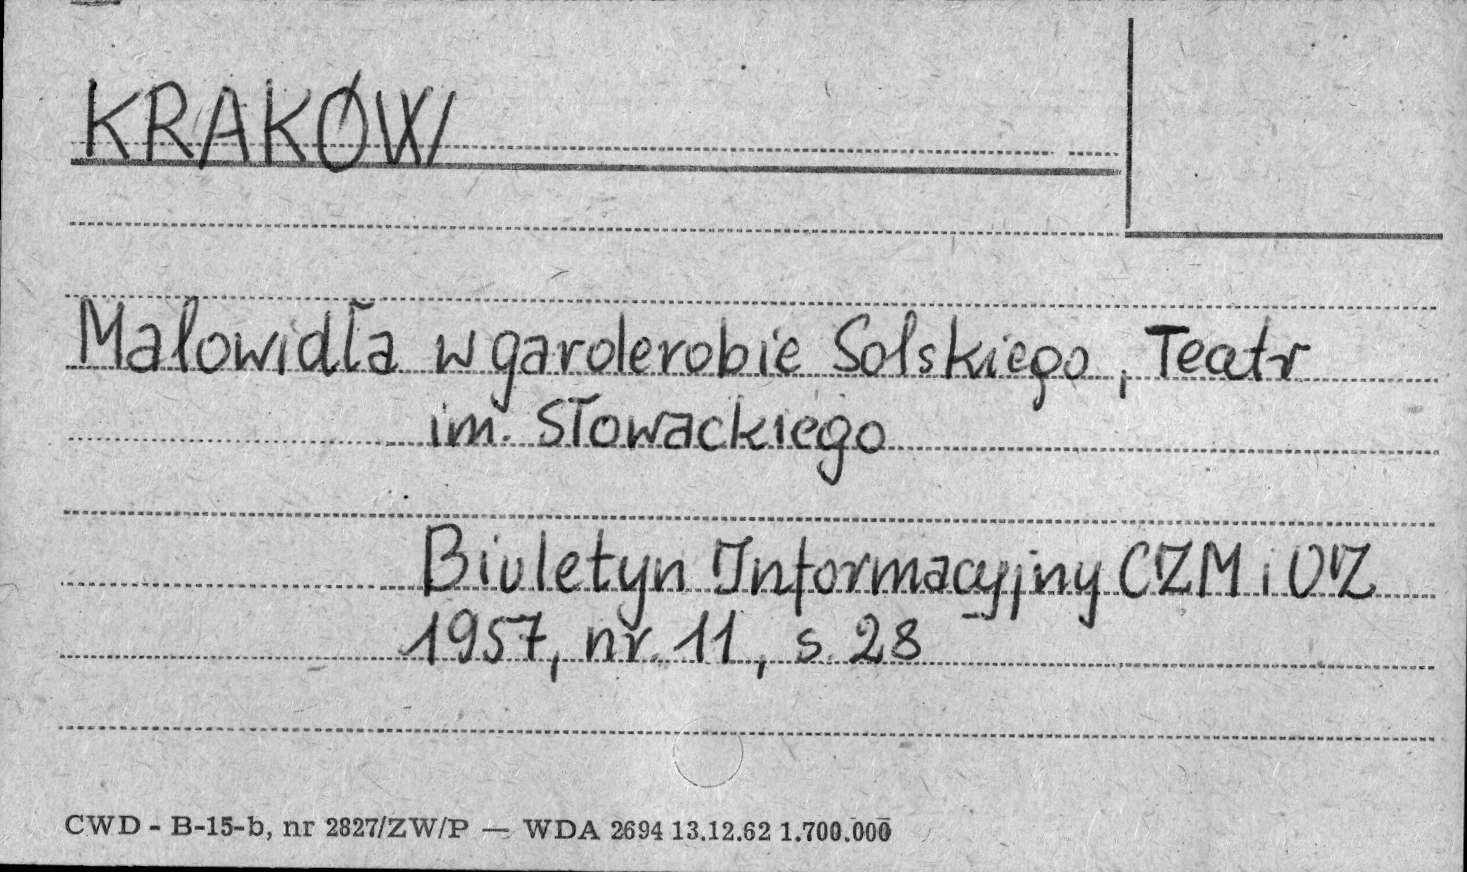 KRAKÓW
Malowidła w garderobie Solskiego, Teatr
im. Słowackiego
Biuletyn Informacyjny CZM i OZ
1957, nr. 11, s. 28
CWD - B-15-b, nr 2827/ZW/P — WDA 2694 13.12.62 1.700.000